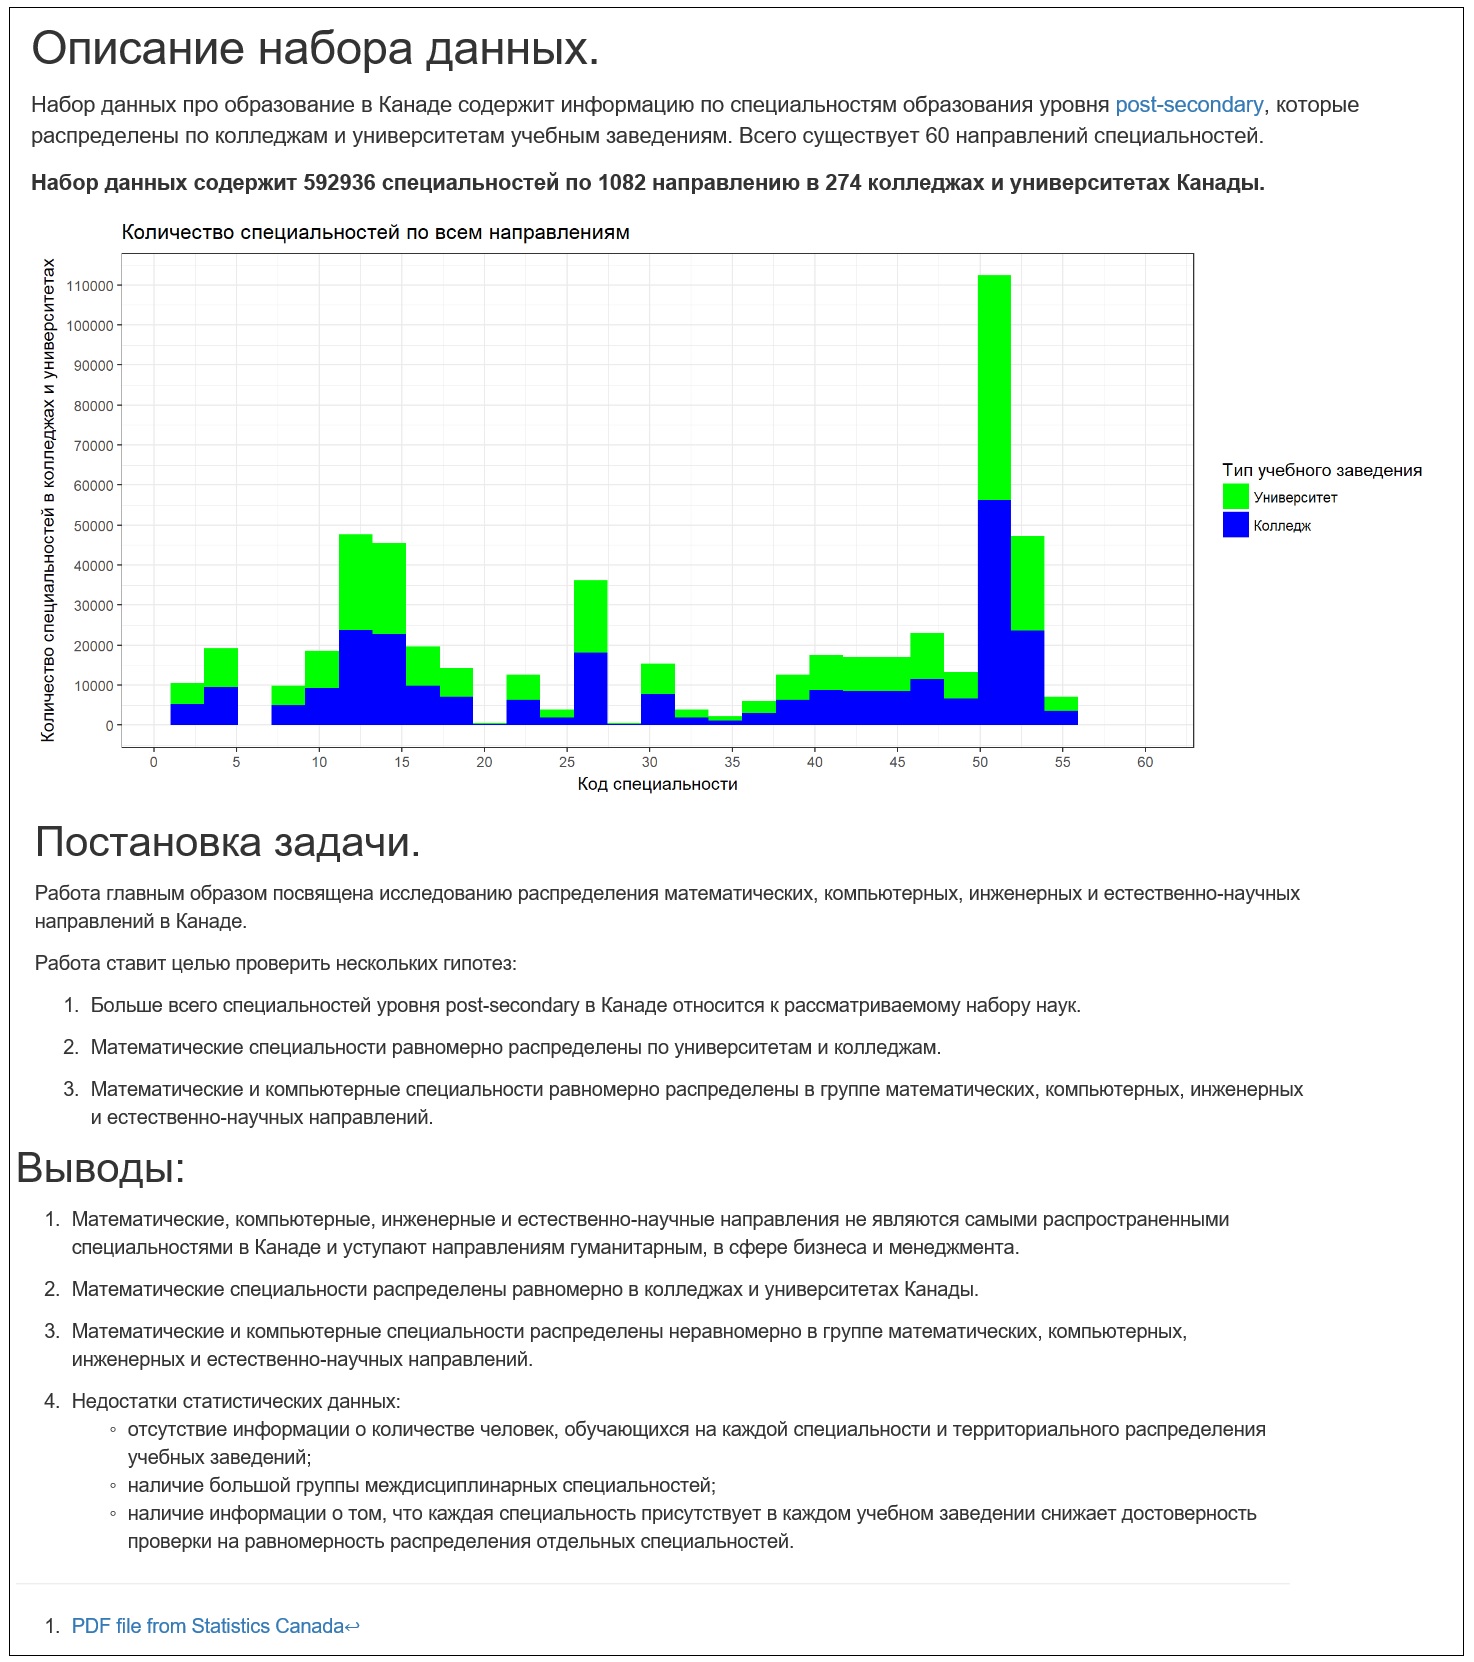 Описание набора данных.
Набор данных про образование в Канаде содержит информацию по специальностям образования уровня post-secondary, которые
распределены по колледжам и университетам учебным заведениям. Всего существует 60 направлений специальностей.
Набор данных содержит 592936 специальностей по 1082 направлению в 274 колледжах и университетах Канады.
Количество специальностей по всем направлениям
Количество специальностей в колледжах и университетах
110000
100000
90000
80000
70000
60000
50000
40000
30000
20000
10000
0
0 5 10 15 20 25 30 35 40 45 50 55 60
Код специальности
Тип учебного заведения
Университет
Колледж
Постановка задачи.
Работа главным образом посвящена исследованию распределения математических, компьютерных, инженерных и естественно-научных
направлений в Канаде.
Работа ставит целью проверить нескольких гипотез:
1. Больше всего специальностей уровня post-secondary в Канаде относится к рассматриваемому набору наук.
2. Математические специальности равномерно распределены по университетам и колледжам.
3. Математические и компьютерные специальности равномерно распределены в группе математических, компьютерных, инженерных
и естественно-научных направлений.
Выводы:
1. Математические, компьютерные, инженерные и естественно-научные направления не являются самыми распространенными
специальностями в Канаде и уступают направлениям гуманитарным, в сфере бизнеса и менеджмента.
2. Математические специальности распределены равномерно в колледжах и университетах Канады.
3. Математические и компьютерные специальности распределены неравномерно в группе математических, компьютерных,
инженерных и естественно-научных направлений.
4. Недостатки статистических данных:
◦ отсутствие информации о количестве человек, обучающихся на каждой специальности и территориального распределения
учебных заведений;
◦ наличие большой группы междисциплинарных специальностей;
◦ наличие информации о том, что каждая специальность присутствует в каждом учебном заведении снижает достоверность
проверки на равномерность распределения отдельных специальностей.
1. PDF file from Statistics Canada↩